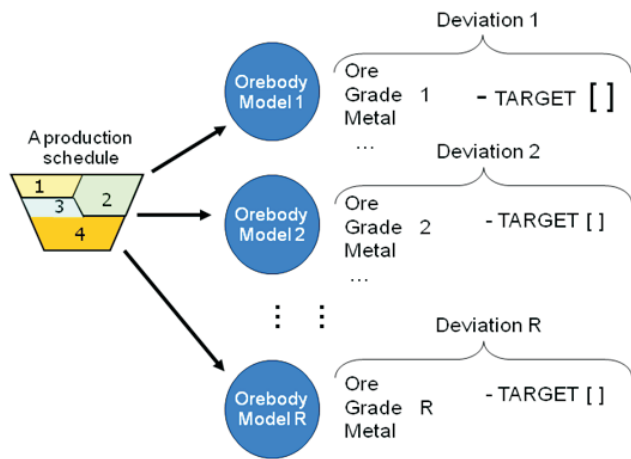 Deviation 1
Orebody
Model 1
Ore
Grade 1 - TARGET [ ]
Metal
...
A production
schedule
1
2
3
4
Deviation 2
Orebody
Model 2
Ore
Grade 2 - TARGET [ ]
Metal
...
Deviation R
Orebody
Model R
Ore
Grade R - TARGET [ ]
Metal